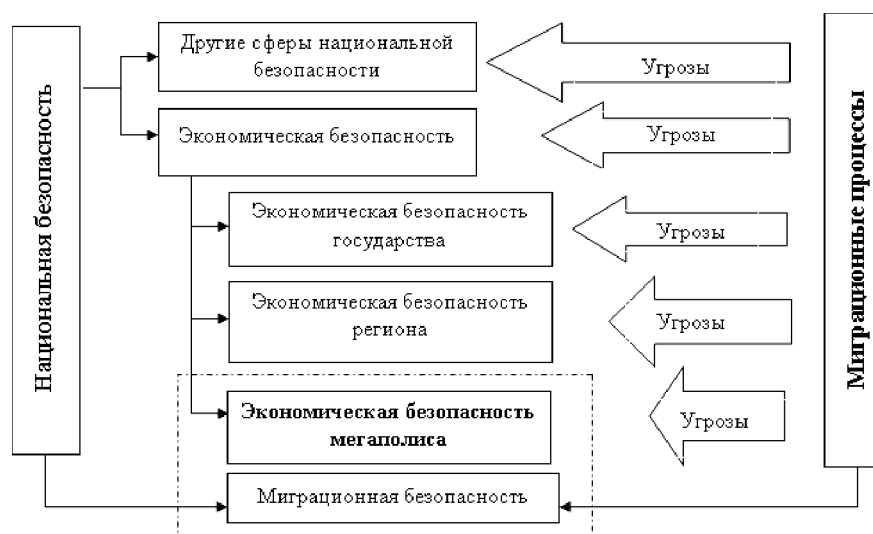 Национальная безопасность
Другие сферы национальной
безопасности
Угрозы
Экономическая безопасность
Угрозы
Экономическая безопасность
государства
Угрозы
Экономическая безопасность
региона
Угрозы
Экономическая безопасность
мегаполиса
Угрозы
Миграционная безопасность
Миграционные процессы